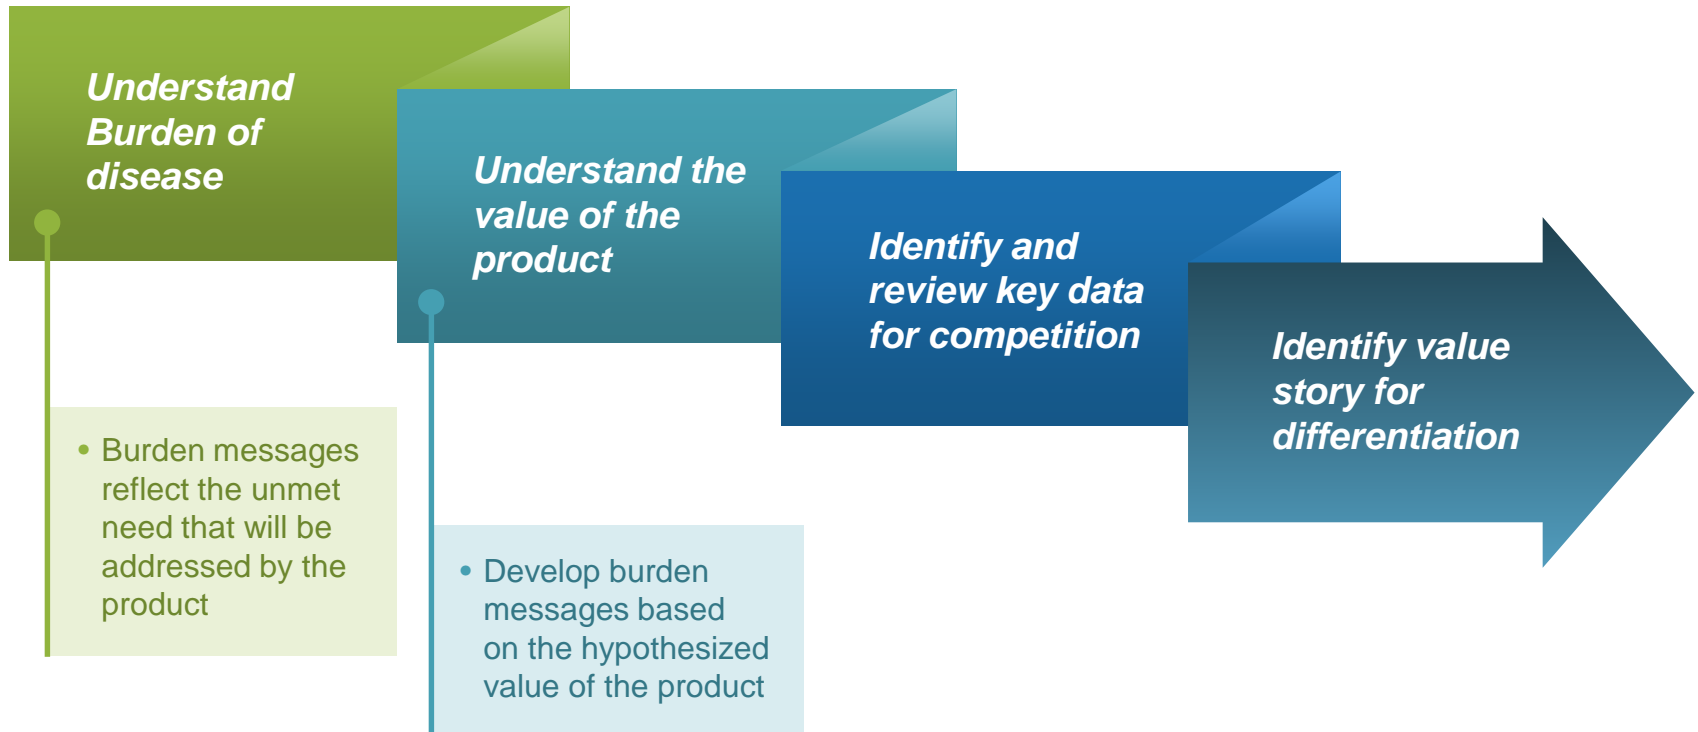 Understand
Burden of
disease
Understand the
value of the
product
Identify and
review key data
for competition
Identify value
story for
differentiation
• Burden messages
reflect the unmet
need that will be
addressed by the
product
• Develop burden
messages based
on the hypothesized
value of the product